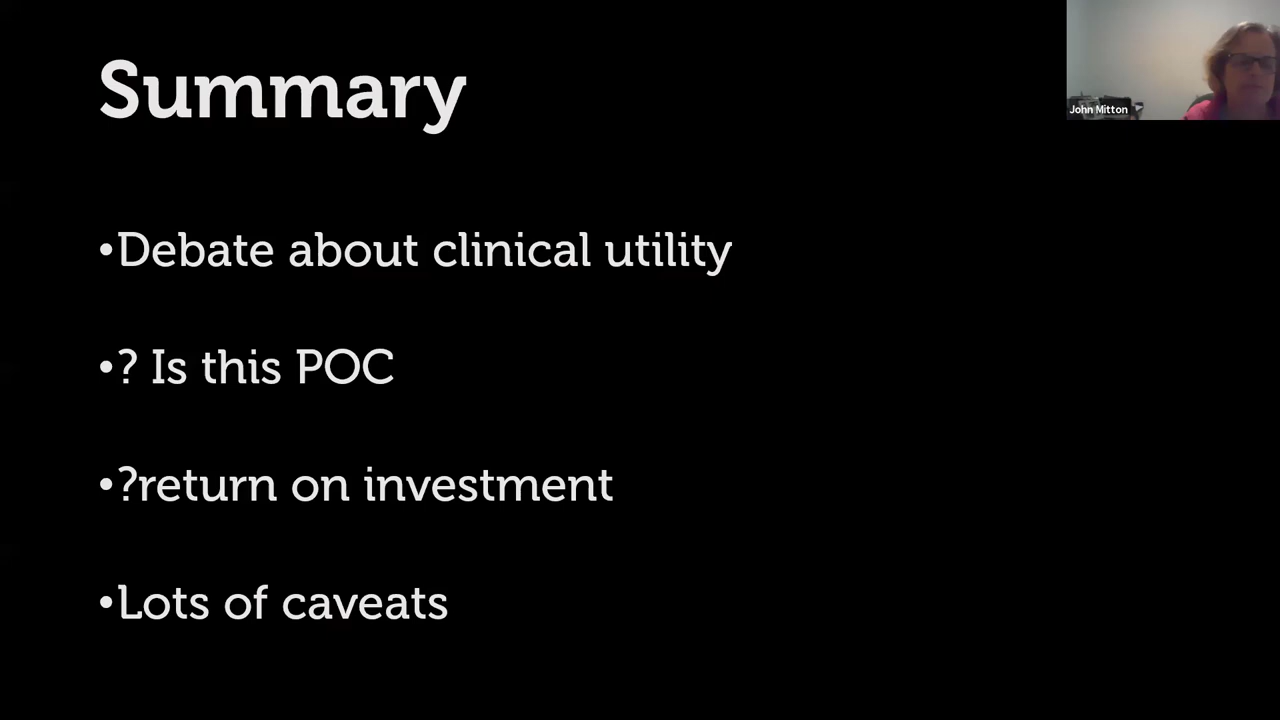 Summary
John Mitton
•Debate about clinical utility
•? Is this POC
•?return on investment
•Lots of caveats